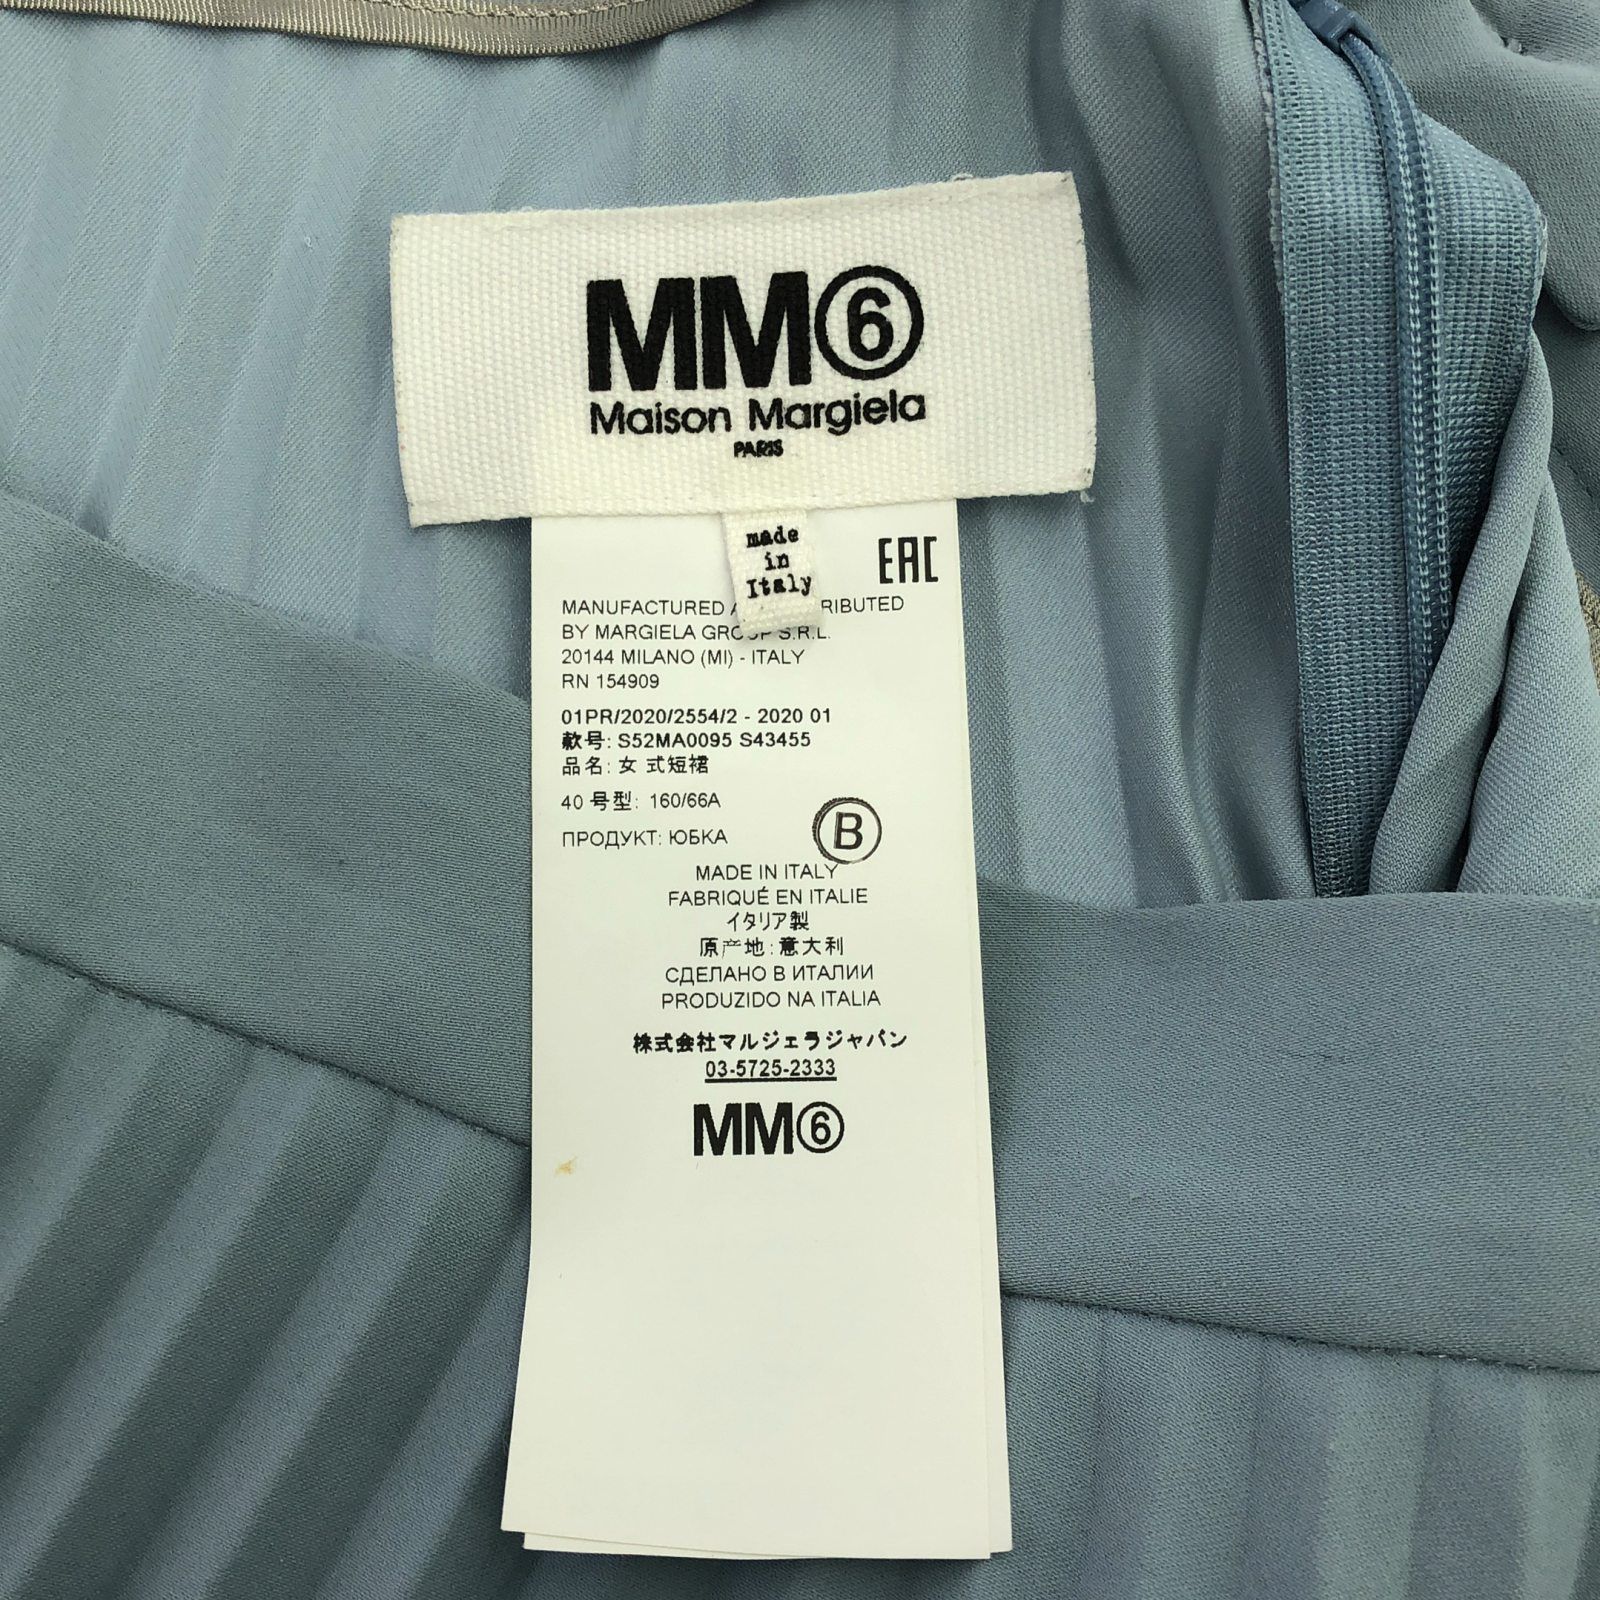 MM⑥
Maison Margiela
PARIS
made
in
Italy
EAC
MANUFACTURED
BY MARGIELA GROUP S.R.L.
20144 MILANO (MI) - ITALY
RN 154909
01PR/2020/2554/2 - 2020 01
款号: S52MA0095 S43455
品名: 女 式短裙
40 号型: 160/66A
ПРОДУКТ: ЮБКА
Ⓑ
MADE IN ITALY
FABRIQUÉ EN ITALIE
イタリア製
原产地:意大利
СДЕЛАНО В ИТАЛИИ
PRODUZIDO NA ITALIA
株式会社マルジェラジャパン
03-5725-2333
MM⑥